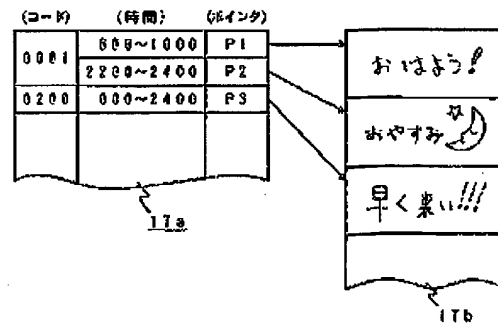 (コード) (時間) (ポインタ)
0001 600~1000 P1
2200~2400 P2
0200 000~2400 P3
おはよう!
おやすみ
早く来い!!!
17a
17b